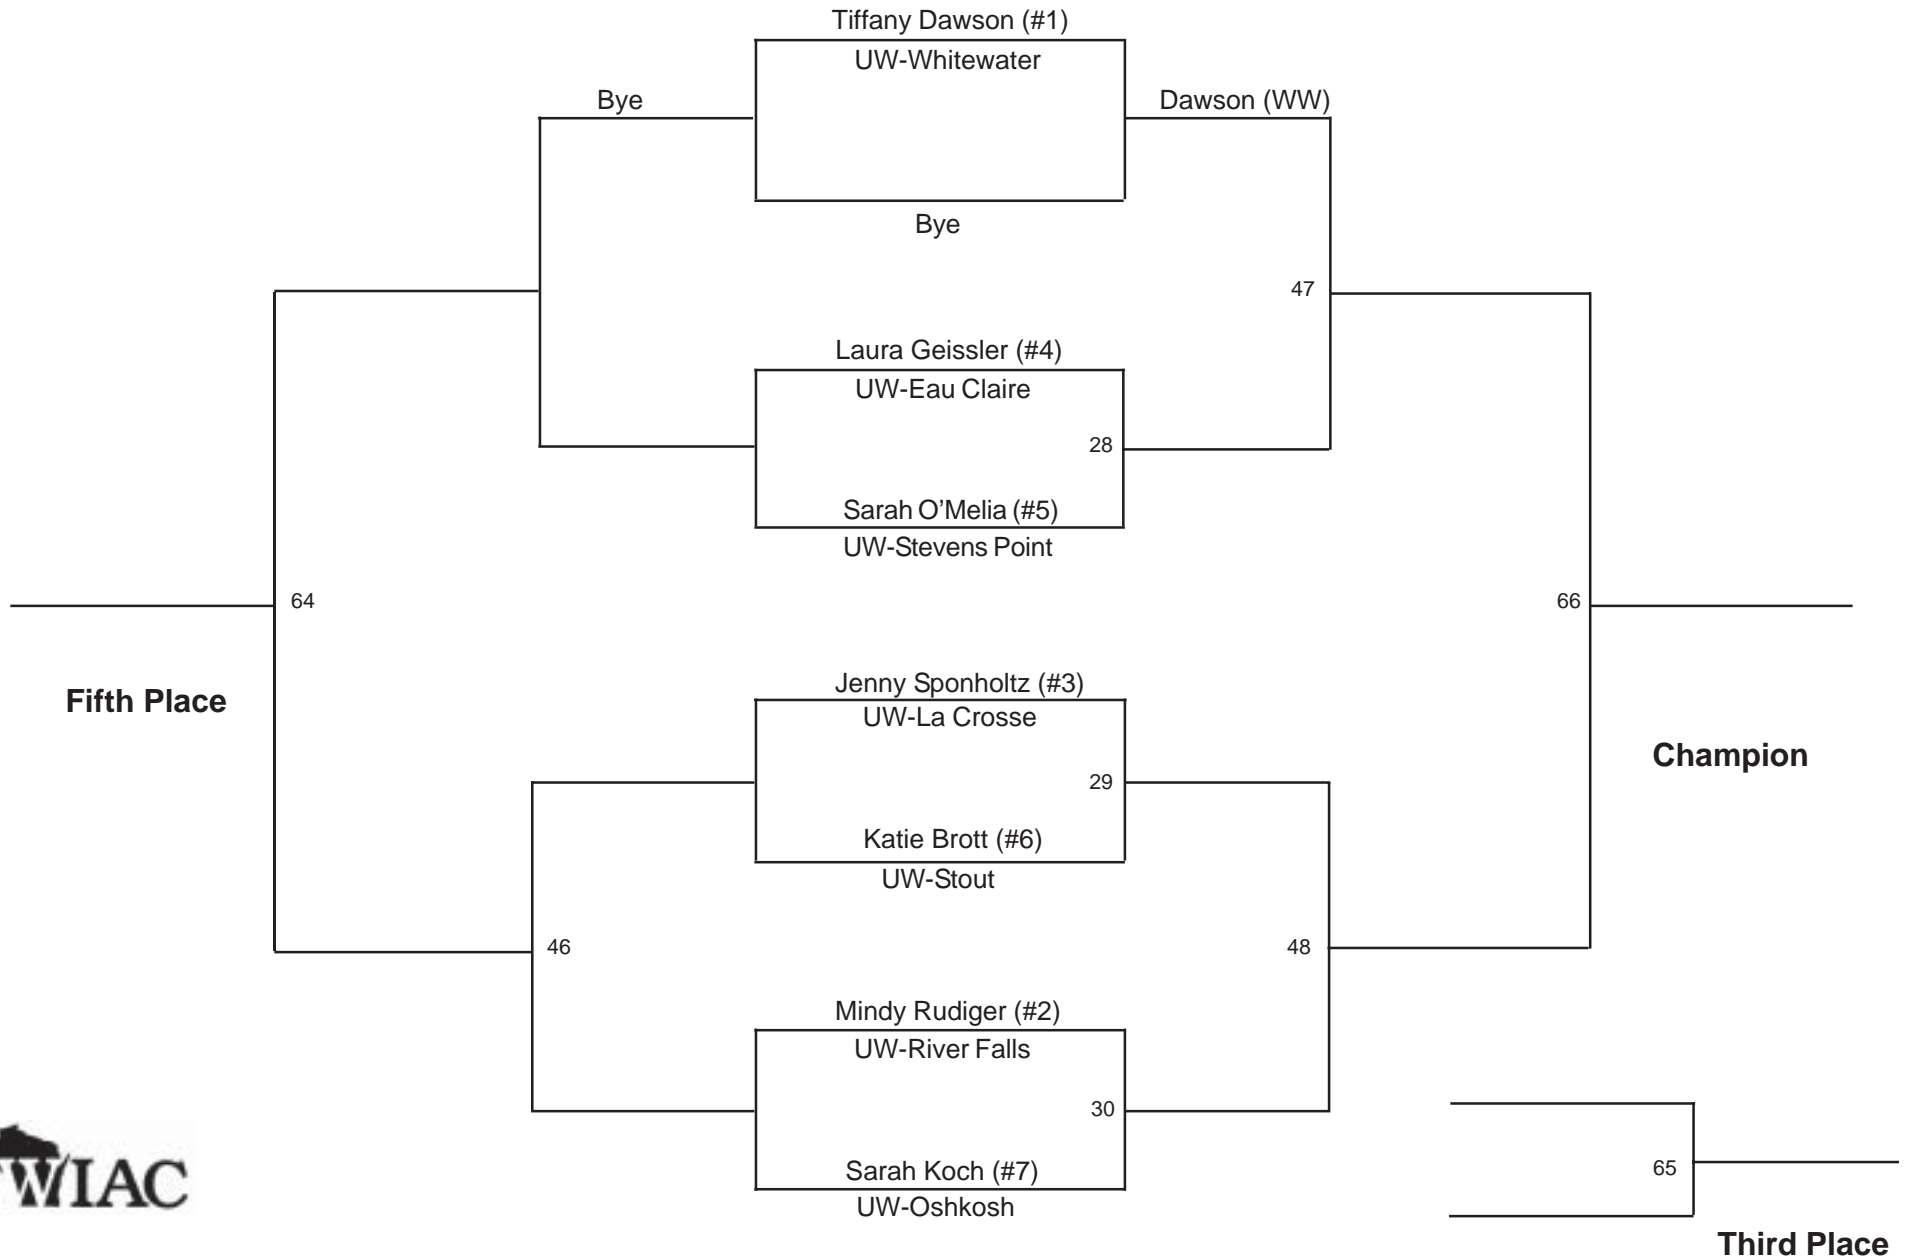 Tiffany Dawson (#1)
UW-Whitewater
Bye
Dawson (WW)
Bye
47
Laura Geissler (#4)
UW-Eau Claire
28
Sarah O’Melia (#5)
UW-Stevens Point
64
66
Fifth Place
Jenny Sponholtz (#3)
UW-La Crosse
Champion
29
Katie Brott (#6)
UW-Stout
46
48
Mindy Rudiger (#2)
UW-River Falls
30
Sarah Koch (#7)
UW-Oshkosh
WIAC
65
Third Place